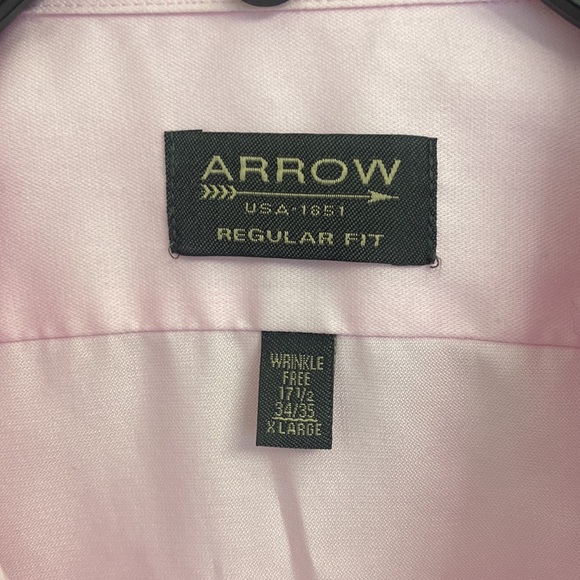 ARROW
USA-1851
REGULAR FIT
WRINKLE
FREE
17 1/2
34/35
X LARGE